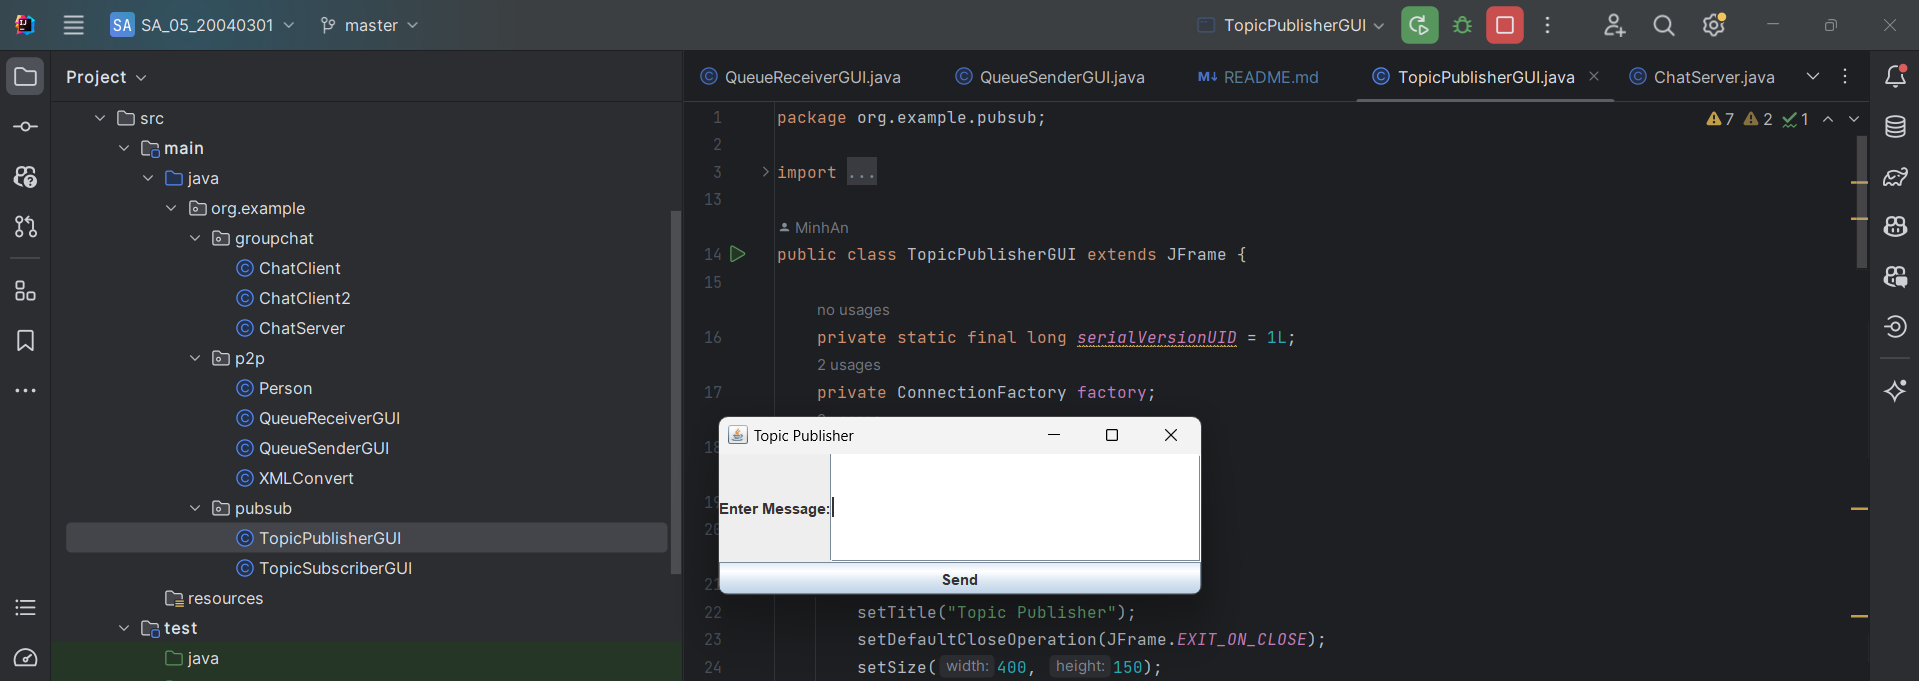 SA SA_05_20040301 master TopicPublisherGUI
Project
QueueReceiverGUI.java QueueSenderGUI.java M↓ README.md TopicPublisherGUI.java ChatServer.java
src
main
java
org.example
groupchat
C ChatClient
C ChatClient2
C ChatServer
p2p
C Person
C QueueReceiverGUI
C QueueSenderGUI
C XMLConvert
pubsub
C TopicPublisherGUI
C TopicSubscriberGUI
resources
test
java
7 2 1
1 package org.example.pubsub;
2
3 import ...
13
MinhAn
14 public class TopicPublisherGUI extends JFrame {
15
no usages
16 private static final long serialVersionUID = 1L;
2 usages
17 private ConnectionFactory factory;
18
19
20
21
Topic Publisher
Enter Message:
Send
22 setTitle("Topic Publisher");
23 setDefaultCloseOperation(JFrame.EXIT_ON_CLOSE);
24 setSize( width: 400, height: 150);